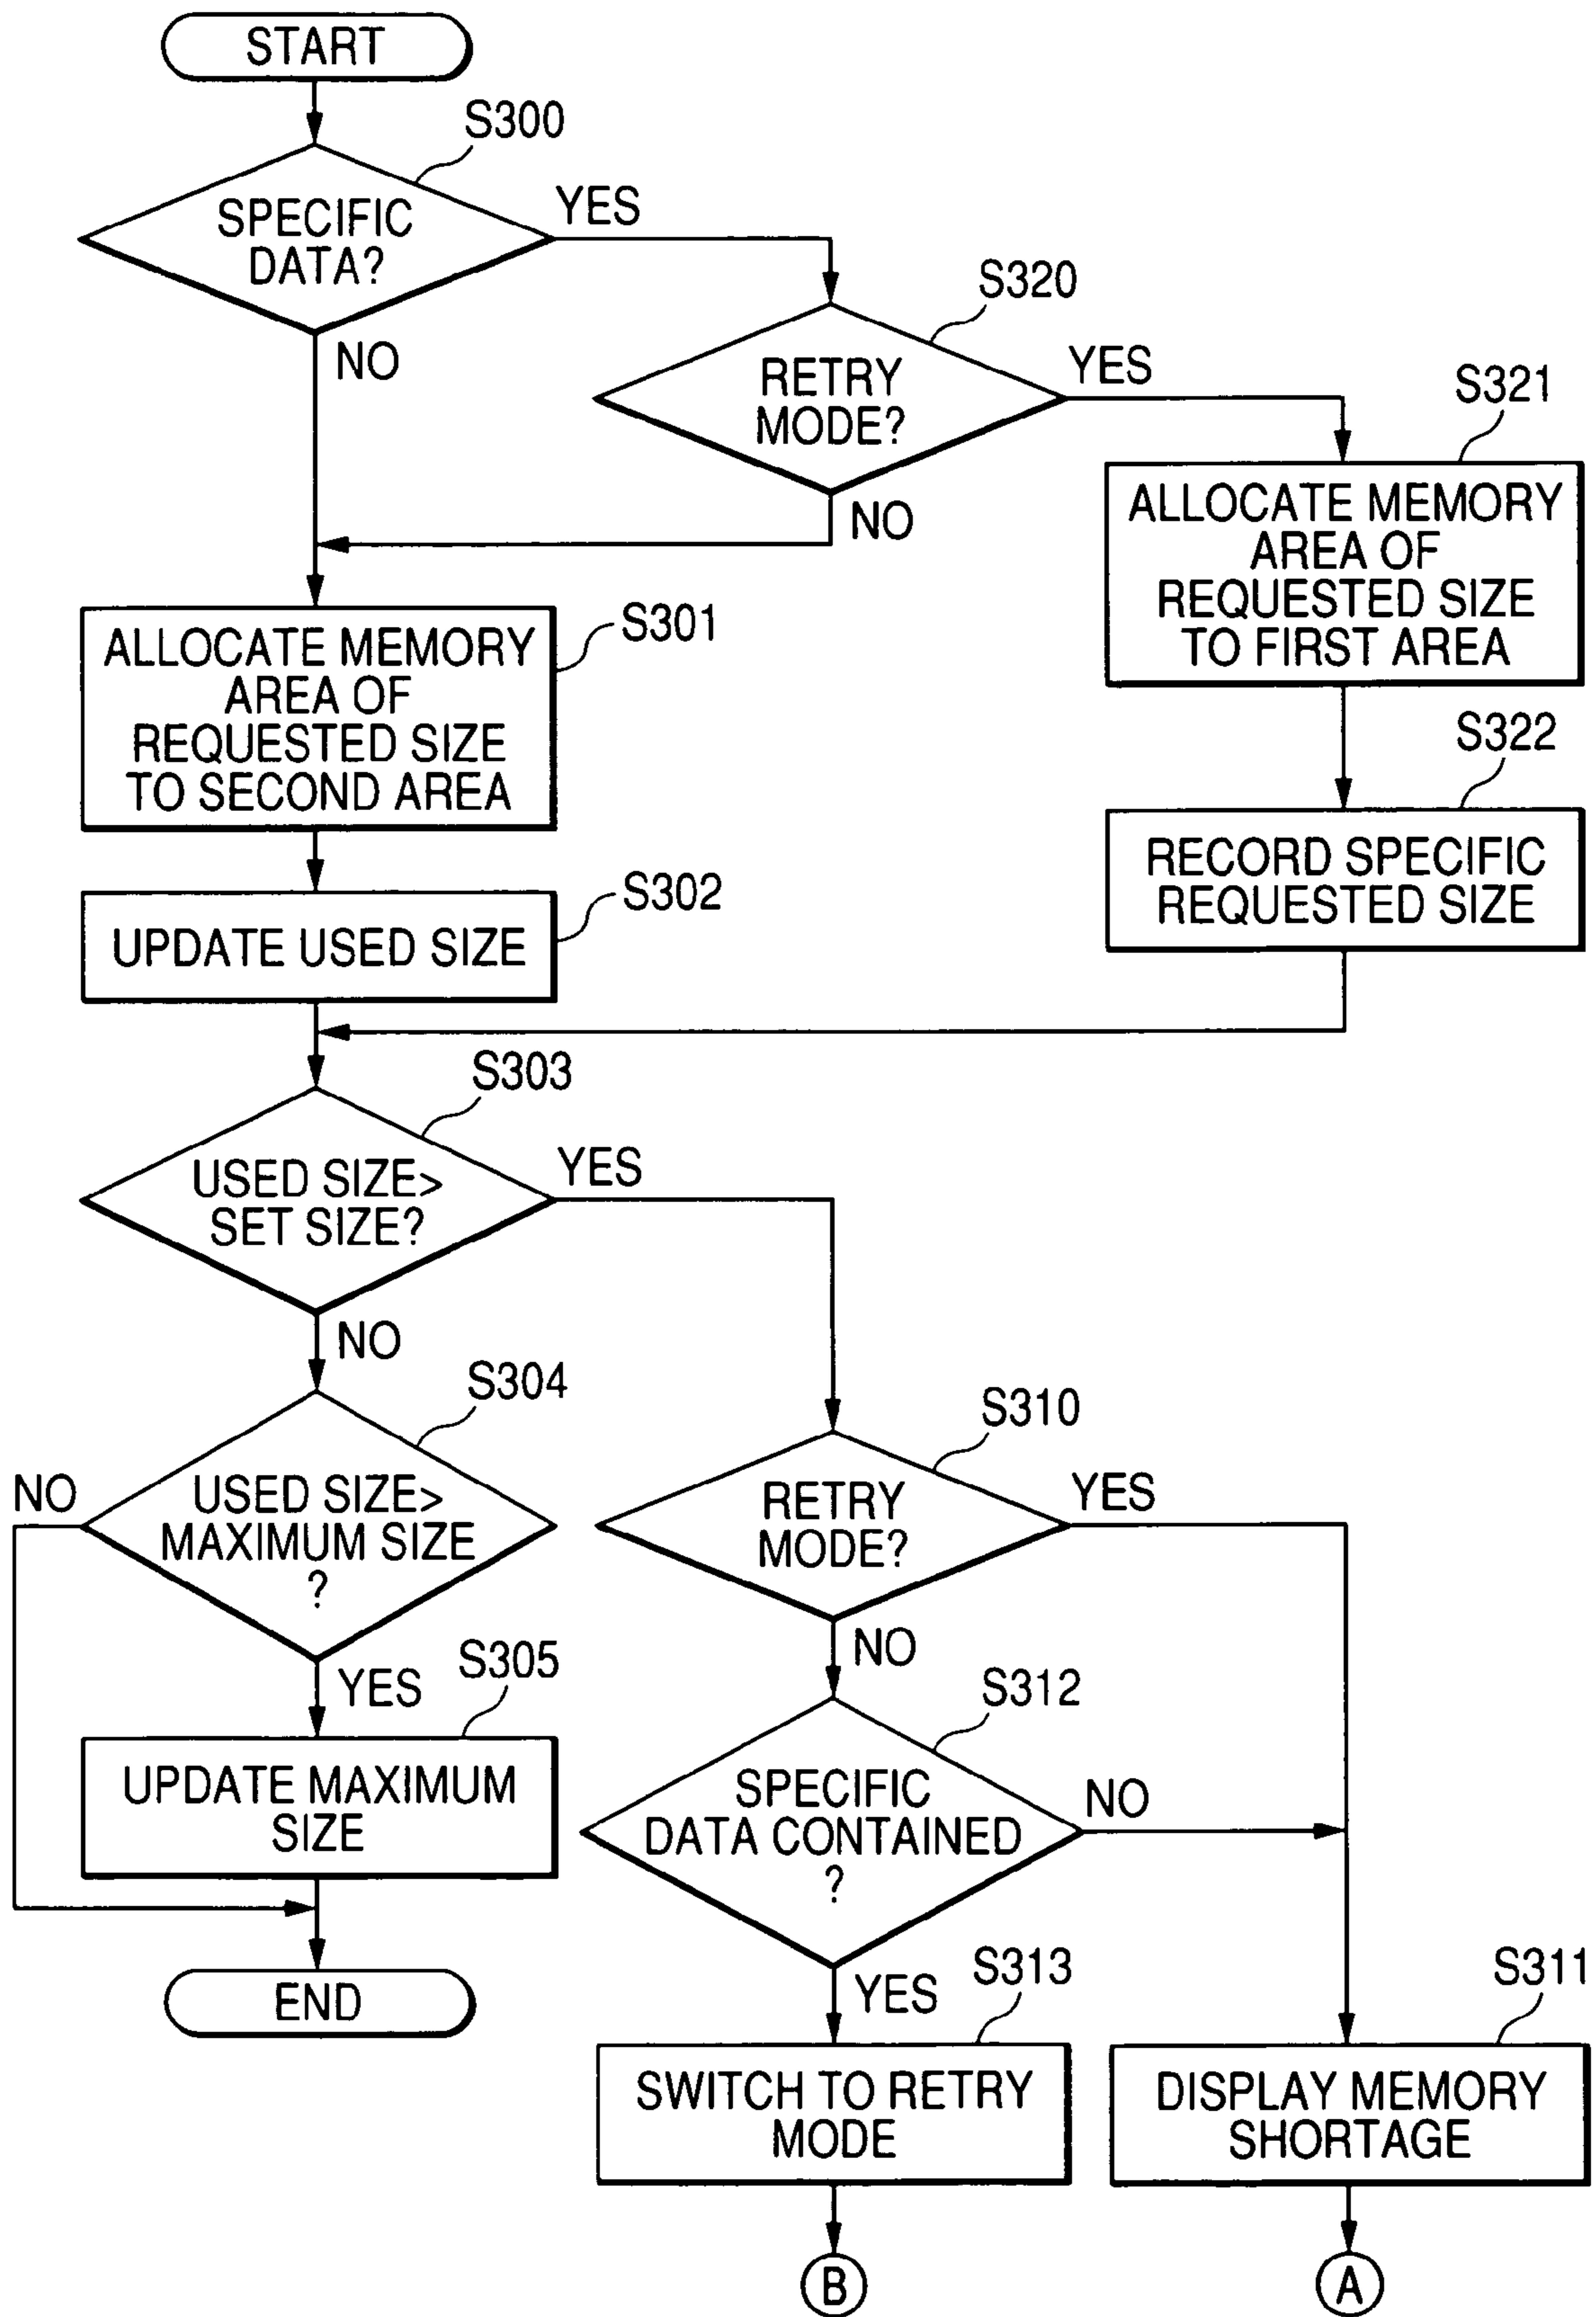 START
S300
SPECIFIC
DATA?
YES
NO
S320
RETRY
MODE?
YES
NO
S321
ALLOCATE MEMORY
AREA OF
REQUESTED SIZE
TO FIRST AREA
S301
ALLOCATE MEMORY
AREA OF
REQUESTED SIZE
TO SECOND AREA
S322
RECORD SPECIFIC
REQUESTED SIZE
S302
UPDATE USED SIZE
S303
USED SIZE>
SET SIZE?
YES
NO
S304
USED SIZE>
MAXIMUM SIZE
?
NO
YES
S305
UPDATE MAXIMUM
SIZE
END
S310
RETRY
MODE?
YES
NO
S312
SPECIFIC
DATA CONTAINED
?
NO
YES
S313
SWITCH TO RETRY
MODE
S311
DISPLAY MEMORY
SHORTAGE
B
A